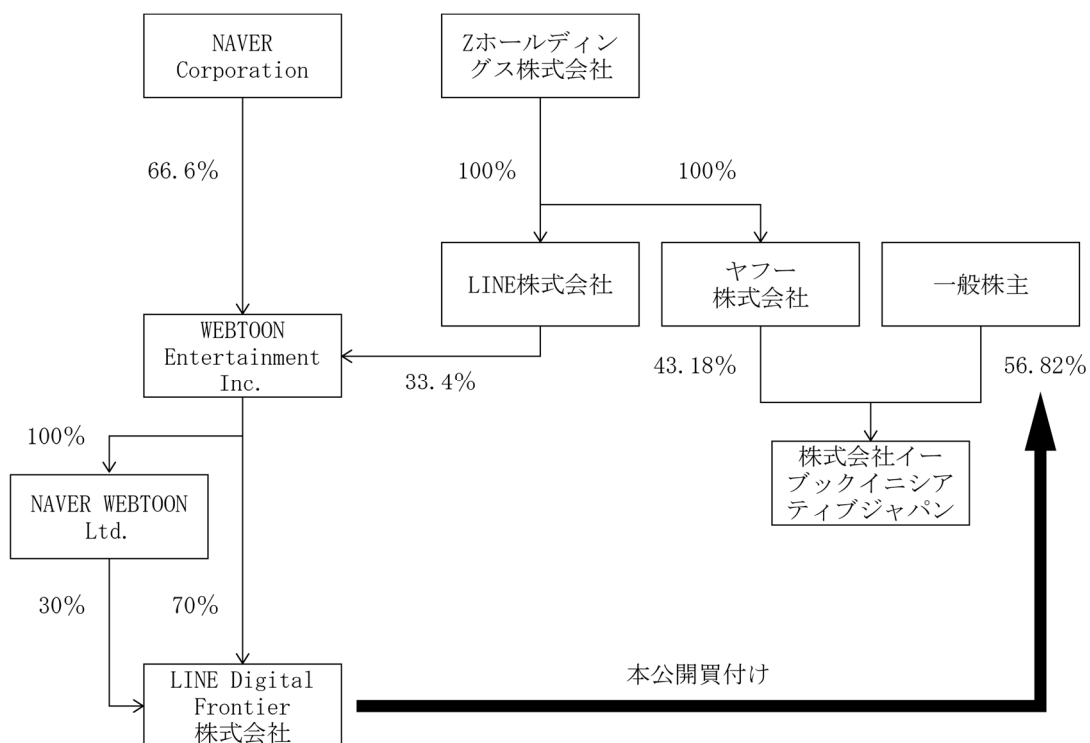 NAVER
Corporation
Zホールディン
グス株式会社
66.6%
100%
100%
LINE株式会社
ヤフー
株式会社
一般株主
WEBTOON
Entertainment
Inc.
33.4%
43.18%
56.82%
100%
株式会社イー
ブックイニシア
ティブジャパン
NAVER WEBTOON
Ltd.
30%
70%
LINE Digital
Frontier
株式会社
本公開買付け